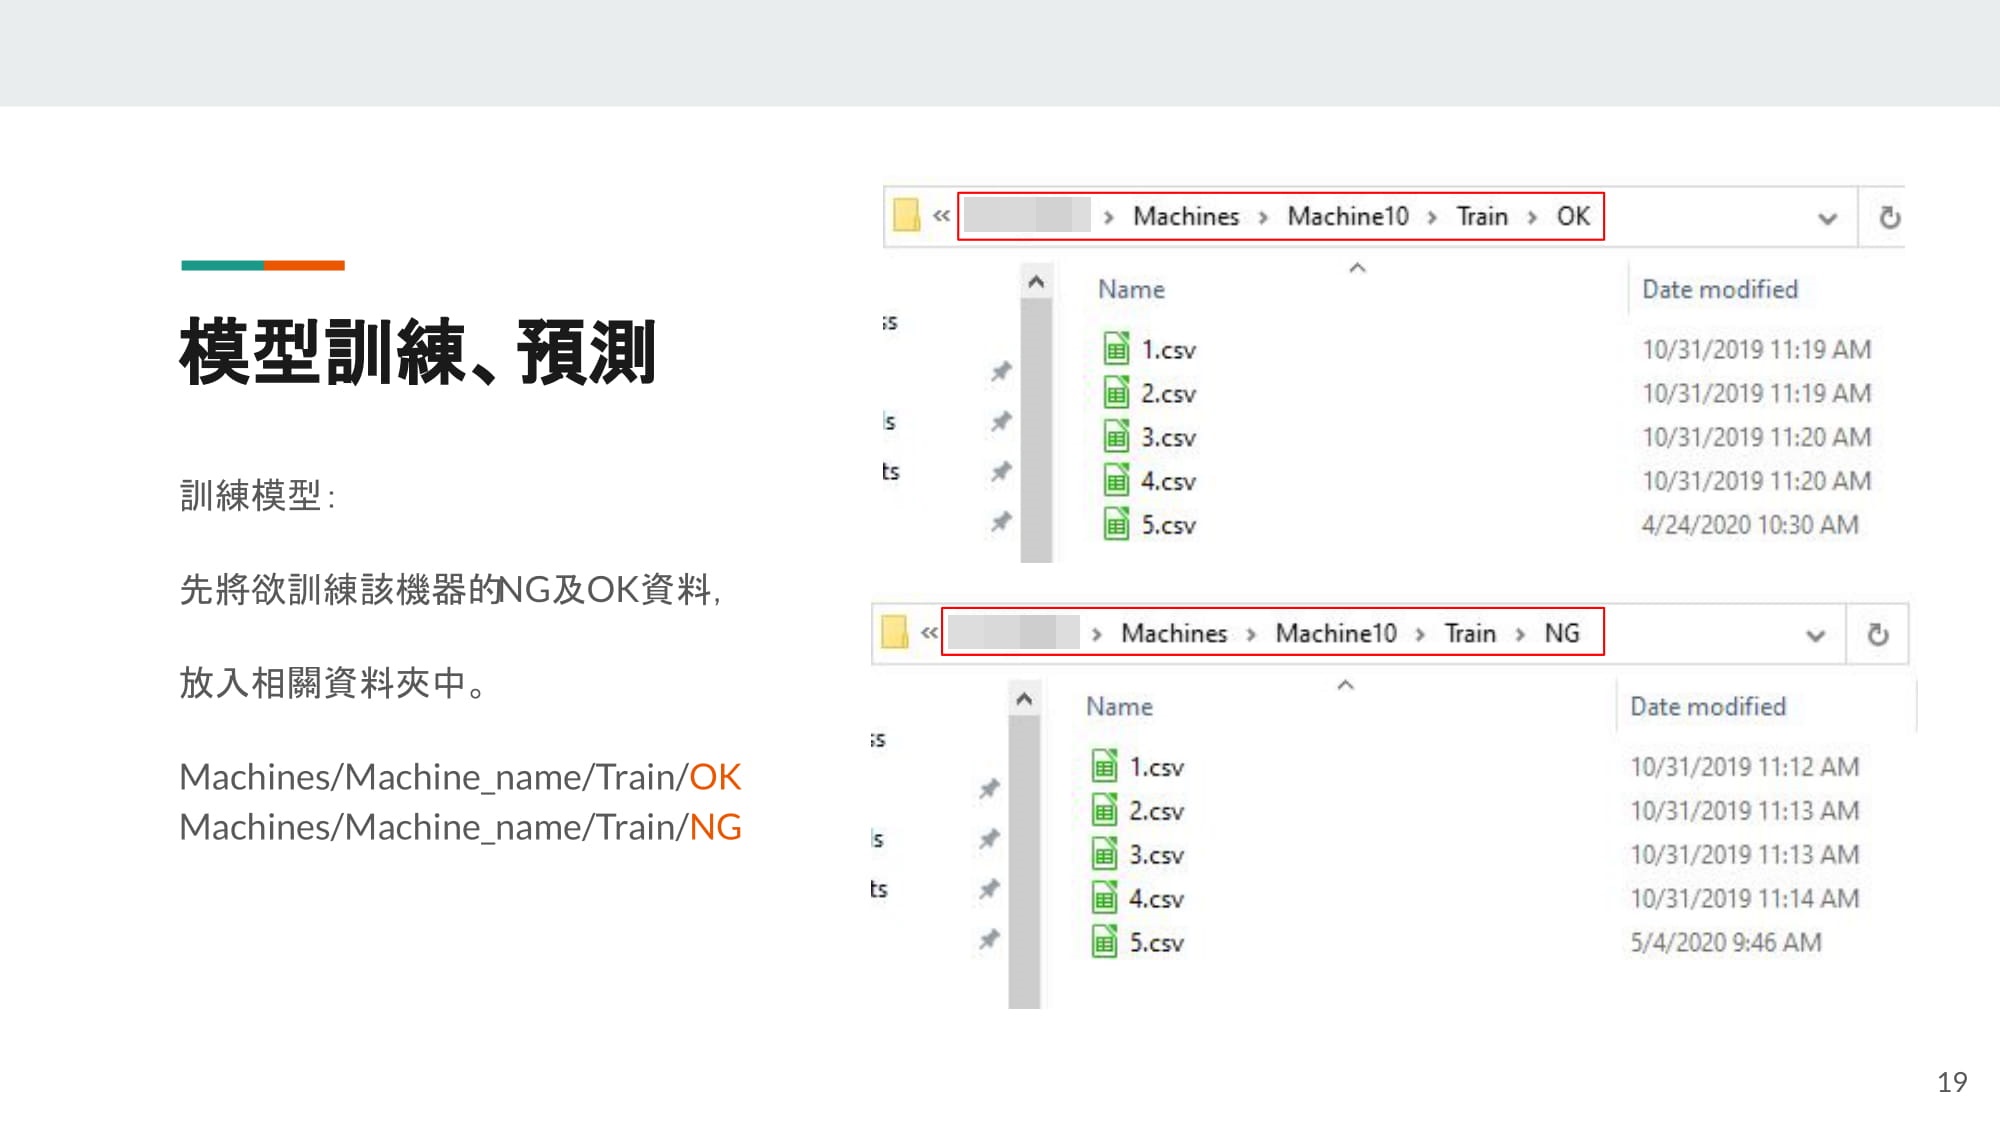 模型訓練、預測
訓練模型：
先將欲訓練該機器的NG及OK資料，
放入相關資料夾中。
Machines/Machine_name/Train/OK
Machines/Machine_name/Train/NG
« › Machines › Machine10 › Train › OK
Name Date modified
1.csv 10/31/2019 11:19 AM
2.csv 10/31/2019 11:19 AM
3.csv 10/31/2019 11:20 AM
4.csv 10/31/2019 11:20 AM
5.csv 4/24/2020 10:30 AM
« › Machines › Machine10 › Train › NG
Name Date modified
1.csv 10/31/2019 11:12 AM
2.csv 10/31/2019 11:13 AM
3.csv 10/31/2019 11:13 AM
4.csv 10/31/2019 11:14 AM
5.csv 5/4/2020 9:46 AM
19